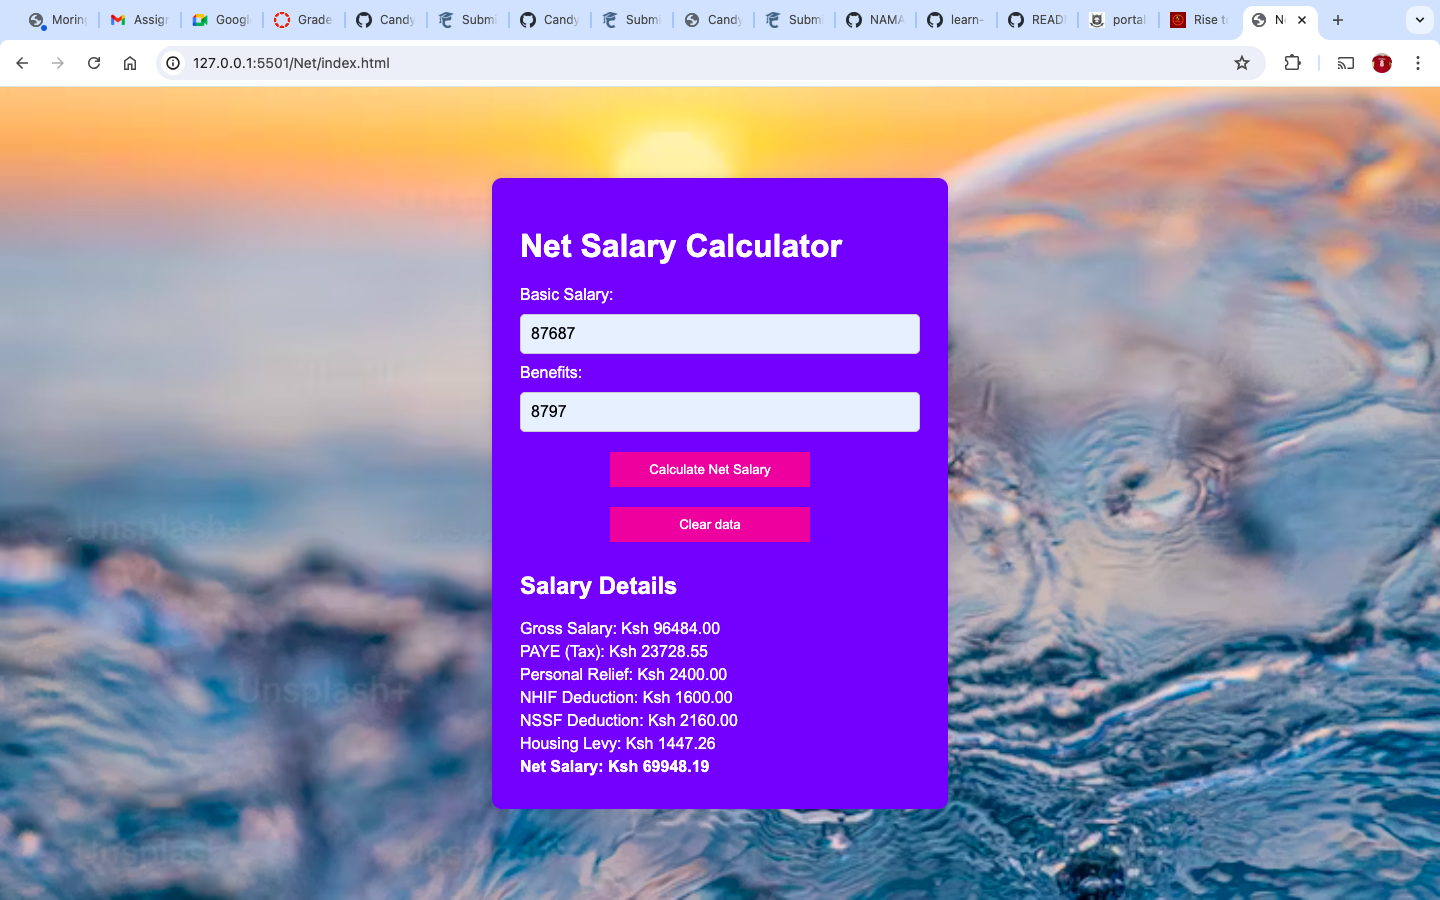 Moring
Assign
Google
Grade
Candy
Submi
Candy
Submi
Candy
Subm
NAMA
learn-
READ
portal
Rise to
127.0.0.1:5501/Net/index.html
Net Salary Calculator
Basic Salary:
87687
Benefits:
8797
Calculate Net Salary
Clear data
Salary Details
Gross Salary: Ksh 96484.00
PAYE (Tax): Ksh 23728.55
Personal Relief: Ksh 2400.00
NHIF Deduction: Ksh 1600.00
NSSF Deduction: Ksh 2160.00
Housing Levy: Ksh 1447.26
Net Salary: Ksh 69948.19
Unsplash+
Unsplash+
Unsplash+